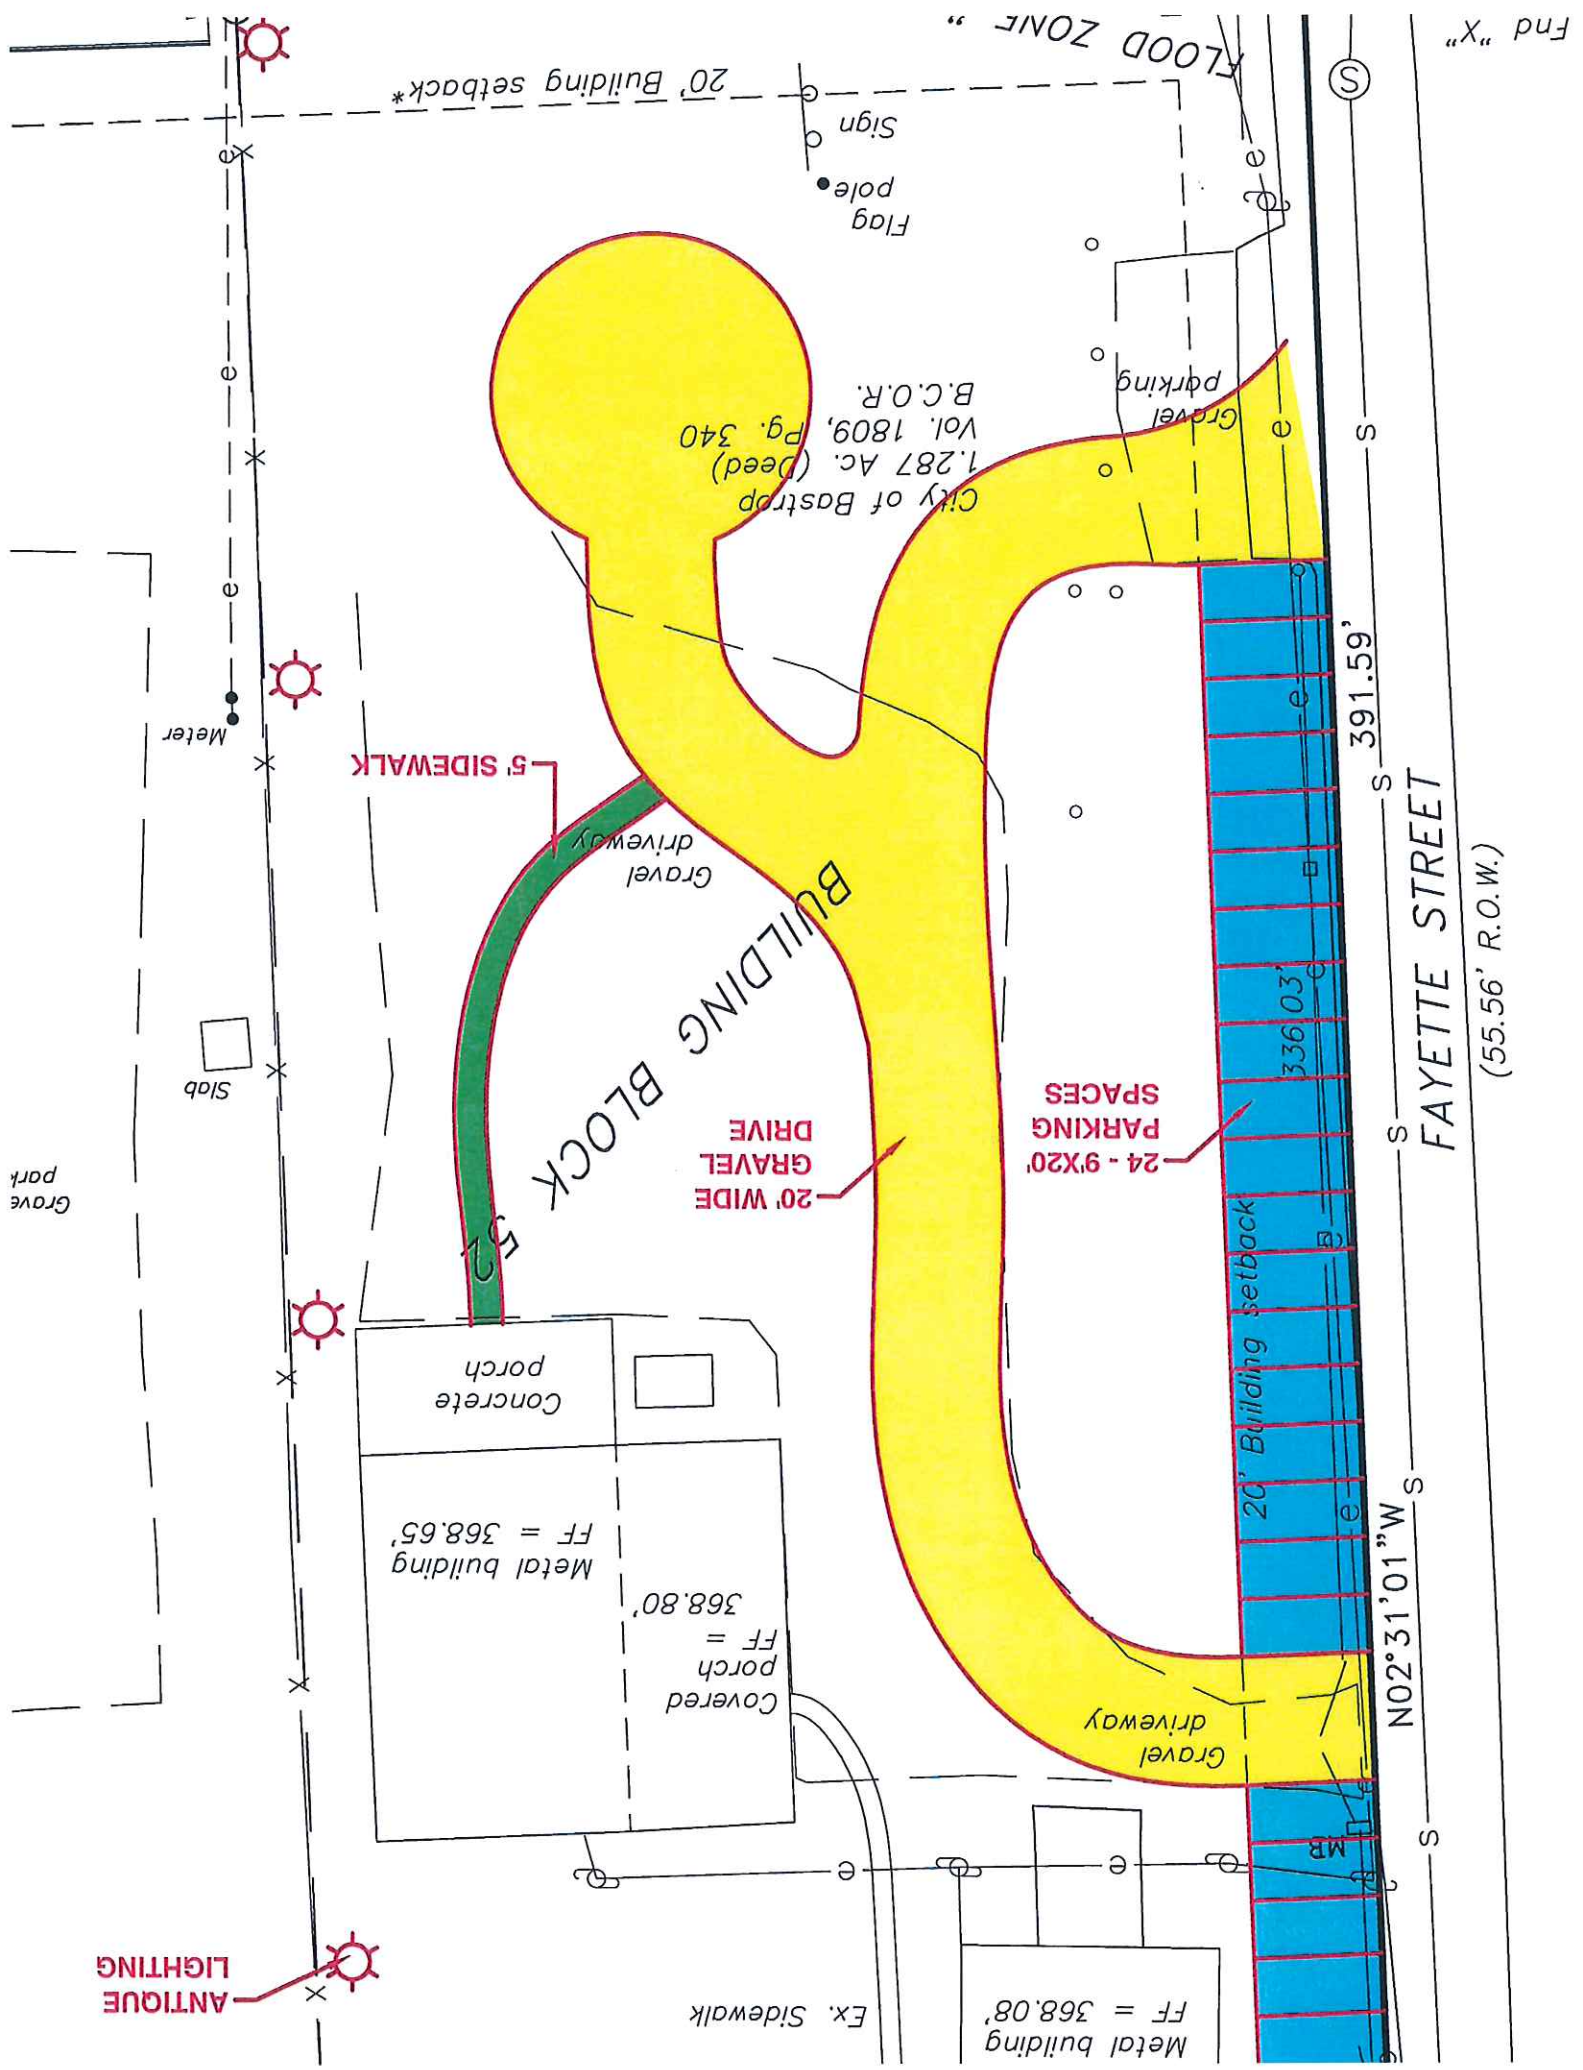 Metal building
FF = 368.08'
Ex. Sidewalk
ANTIQUE
LIGHTING
MB
Gravel
driveway
Covered
porch
FF =
368.80'
Metal building
FF = 368.65'
N02°31'01"W
20' Building setback
Concrete
porch
24 - 9'X20'
PARKING
SPACES
20' WIDE
GRAVEL
DRIVE
BUILDING BLOCK
52
Grave
park
Slab
FAYETTE STREET
(55.56' R.O.W.)
336.03'
391.59'
Gravel
driveway
5' SIDEWALK
Meter
City of Bastrop
1.287 Ac. (Deed)
Vol. 1809, Pg. 340
B.C.O.R.
Gravel
parking
Flag
pole
Sign
20' Building setback*
S
Fnd "X"
FLOOD ZONE "